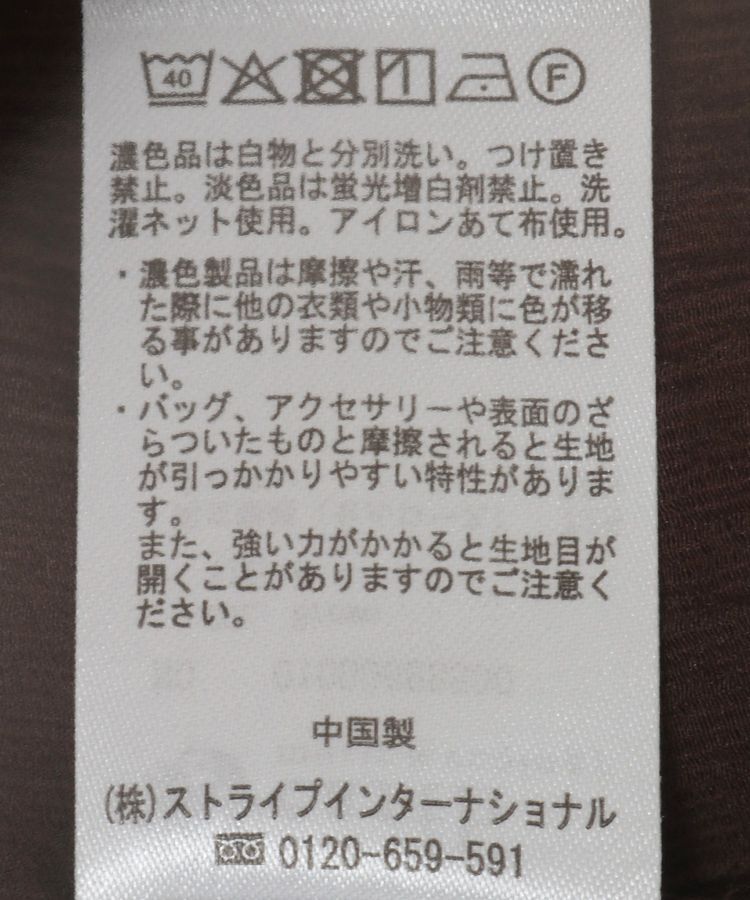 40 F
濃色品は白物と分別洗い。つけ置き
禁止。淡色品は蛍光増白剤禁止。洗
濯ネット使用。アイロンあて布使用。
・濃色製品は摩擦や汗、雨等で濡れ
た際に他の衣類や小物類に色が移
る事がありますのでご注意くださ
い。
・バッグ、アクセサリーや表面のざ
らついたものと摩擦されると生地
が引っかかりやすい特性がありま
す。
また、強い力がかかると生地目が
開くことがありますのでご注意く
ださい。
中国製
(株)ストライプインターナショナル
0120-659-591